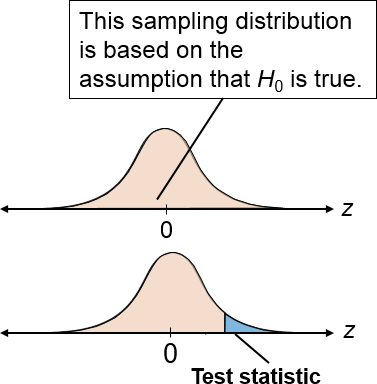 This sampling distribution
is based on the
assumption that H₀ is true.
z
0
z
0
Test statistic